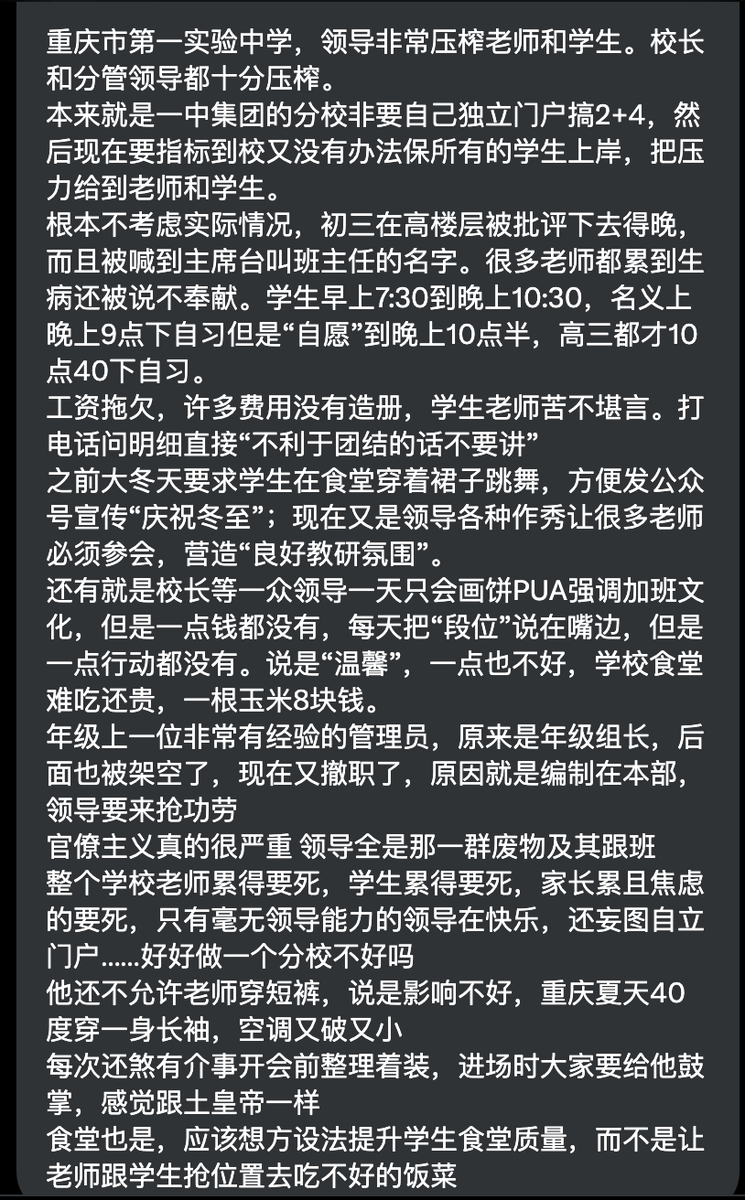 重庆市第一实验中学，领导非常压榨老师和学生。校长
和分管领导都十分压榨。
本来就是一中集团的分校非要自己独立门户搞2+4，然
后现在要指标到校又没有办法保所有的学生上岸，把压
力给到老师和学生。
根本不考虑实际情况，初三在高楼层被批评下去得晚，
而且被喊到主席台叫班主任的名字。很多老师都累到生
病还被说不奉献。学生早上7:30到晚上10:30，名义上
晚上9点下自习但是“自愿”到晚上10点半，高三都才10
点40下自习。
工资拖欠，许多费用没有造册，学生老师苦不堪言。打
电话问明细直接“不利于团结的话不要讲”
之前大冬天要求学生在食堂穿着裙子跳舞，方便发公众
号宣传“庆祝冬至”；现在又是领导各种作秀让很多老师
必须参会，营造“良好教研氛围”。
还有就是校长等一众领导一天只会画饼PUA强调加班文
化，但是一点钱都没有，每天把“段位”说在嘴边，但是
一点行动都没有。说是“温馨”，一点也不好，学校食堂
难吃还贵，一根玉米8块钱。
年级上一位非常有经验的管理员，原来是年级组长，后
面也被架空了，现在又撤职了，原因就是编制在本部，
领导要来抢功劳
官僚主义真的很严重 领导全是那一群废物及其跟班
整个学校老师累得要死，学生累得要死，家长累且焦虑
的要死，只有毫无领导能力的领导在快乐，还妄图自立
门户......好好做一个分校不好吗
他还不允许老师穿短裤，说是影响不好，重庆夏天40
度穿一身长袖，空调又破又小
每次还煞有介事开会前整理着装，进场时大家要给他鼓
掌，感觉跟土皇帝一样
食堂也是，应该想方设法提升学生食堂质量，而不是让
老师跟学生抢位置去吃不好的饭菜